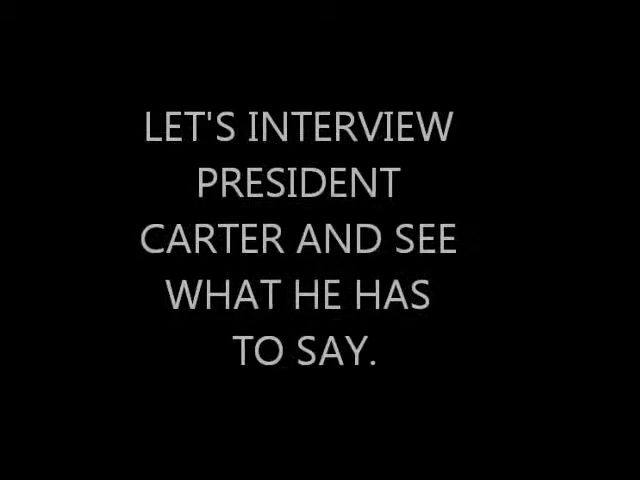 LET'S INTERVIEW
PRESIDENT
CARTER AND SEE
WHAT HE HAS
TO SAY.